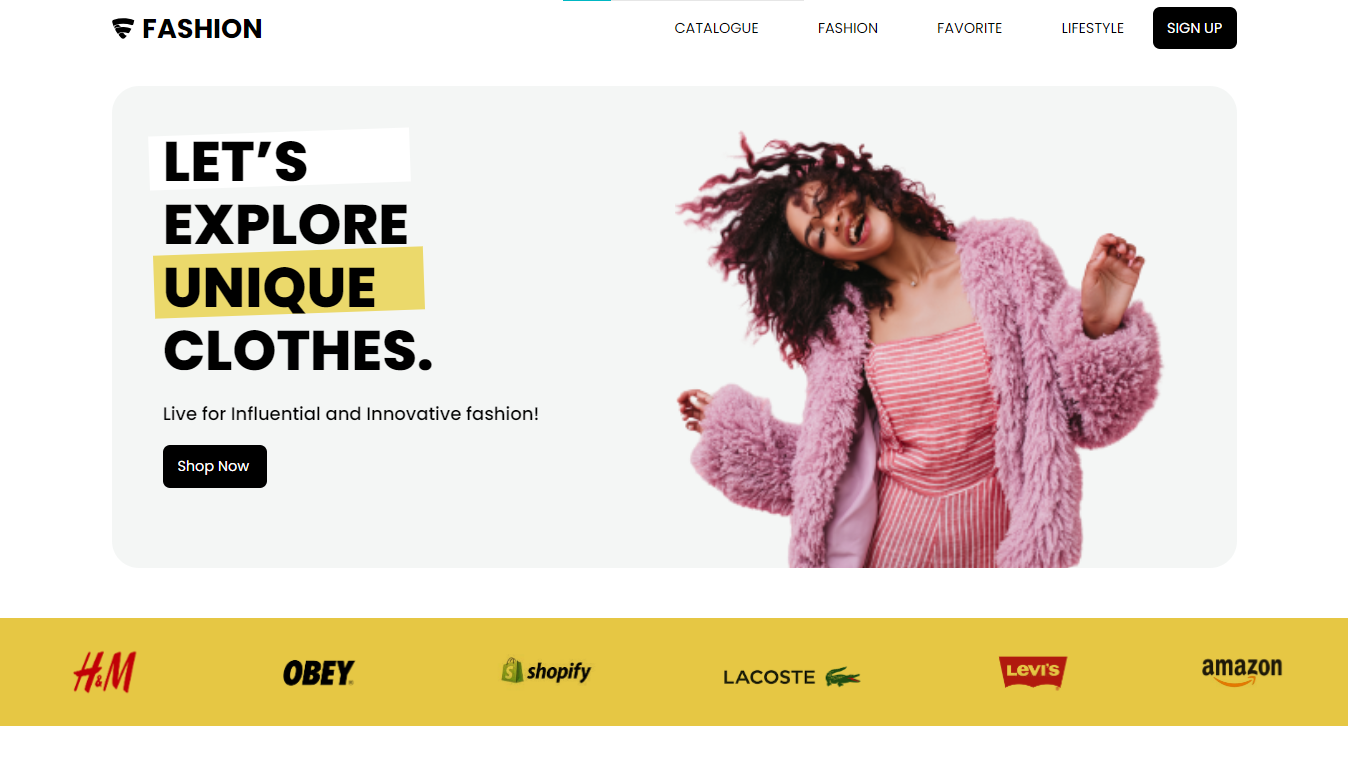 FASHION
CATALOGUE FASHION FAVORITE LIFESTYLE SIGN UP
LET’S
EXPLORE
UNIQUE
CLOTHES.
Live for Influential and Innovative fashion!
Shop Now
H&M OBEY shopify LACOSTE LEVI'S amazon